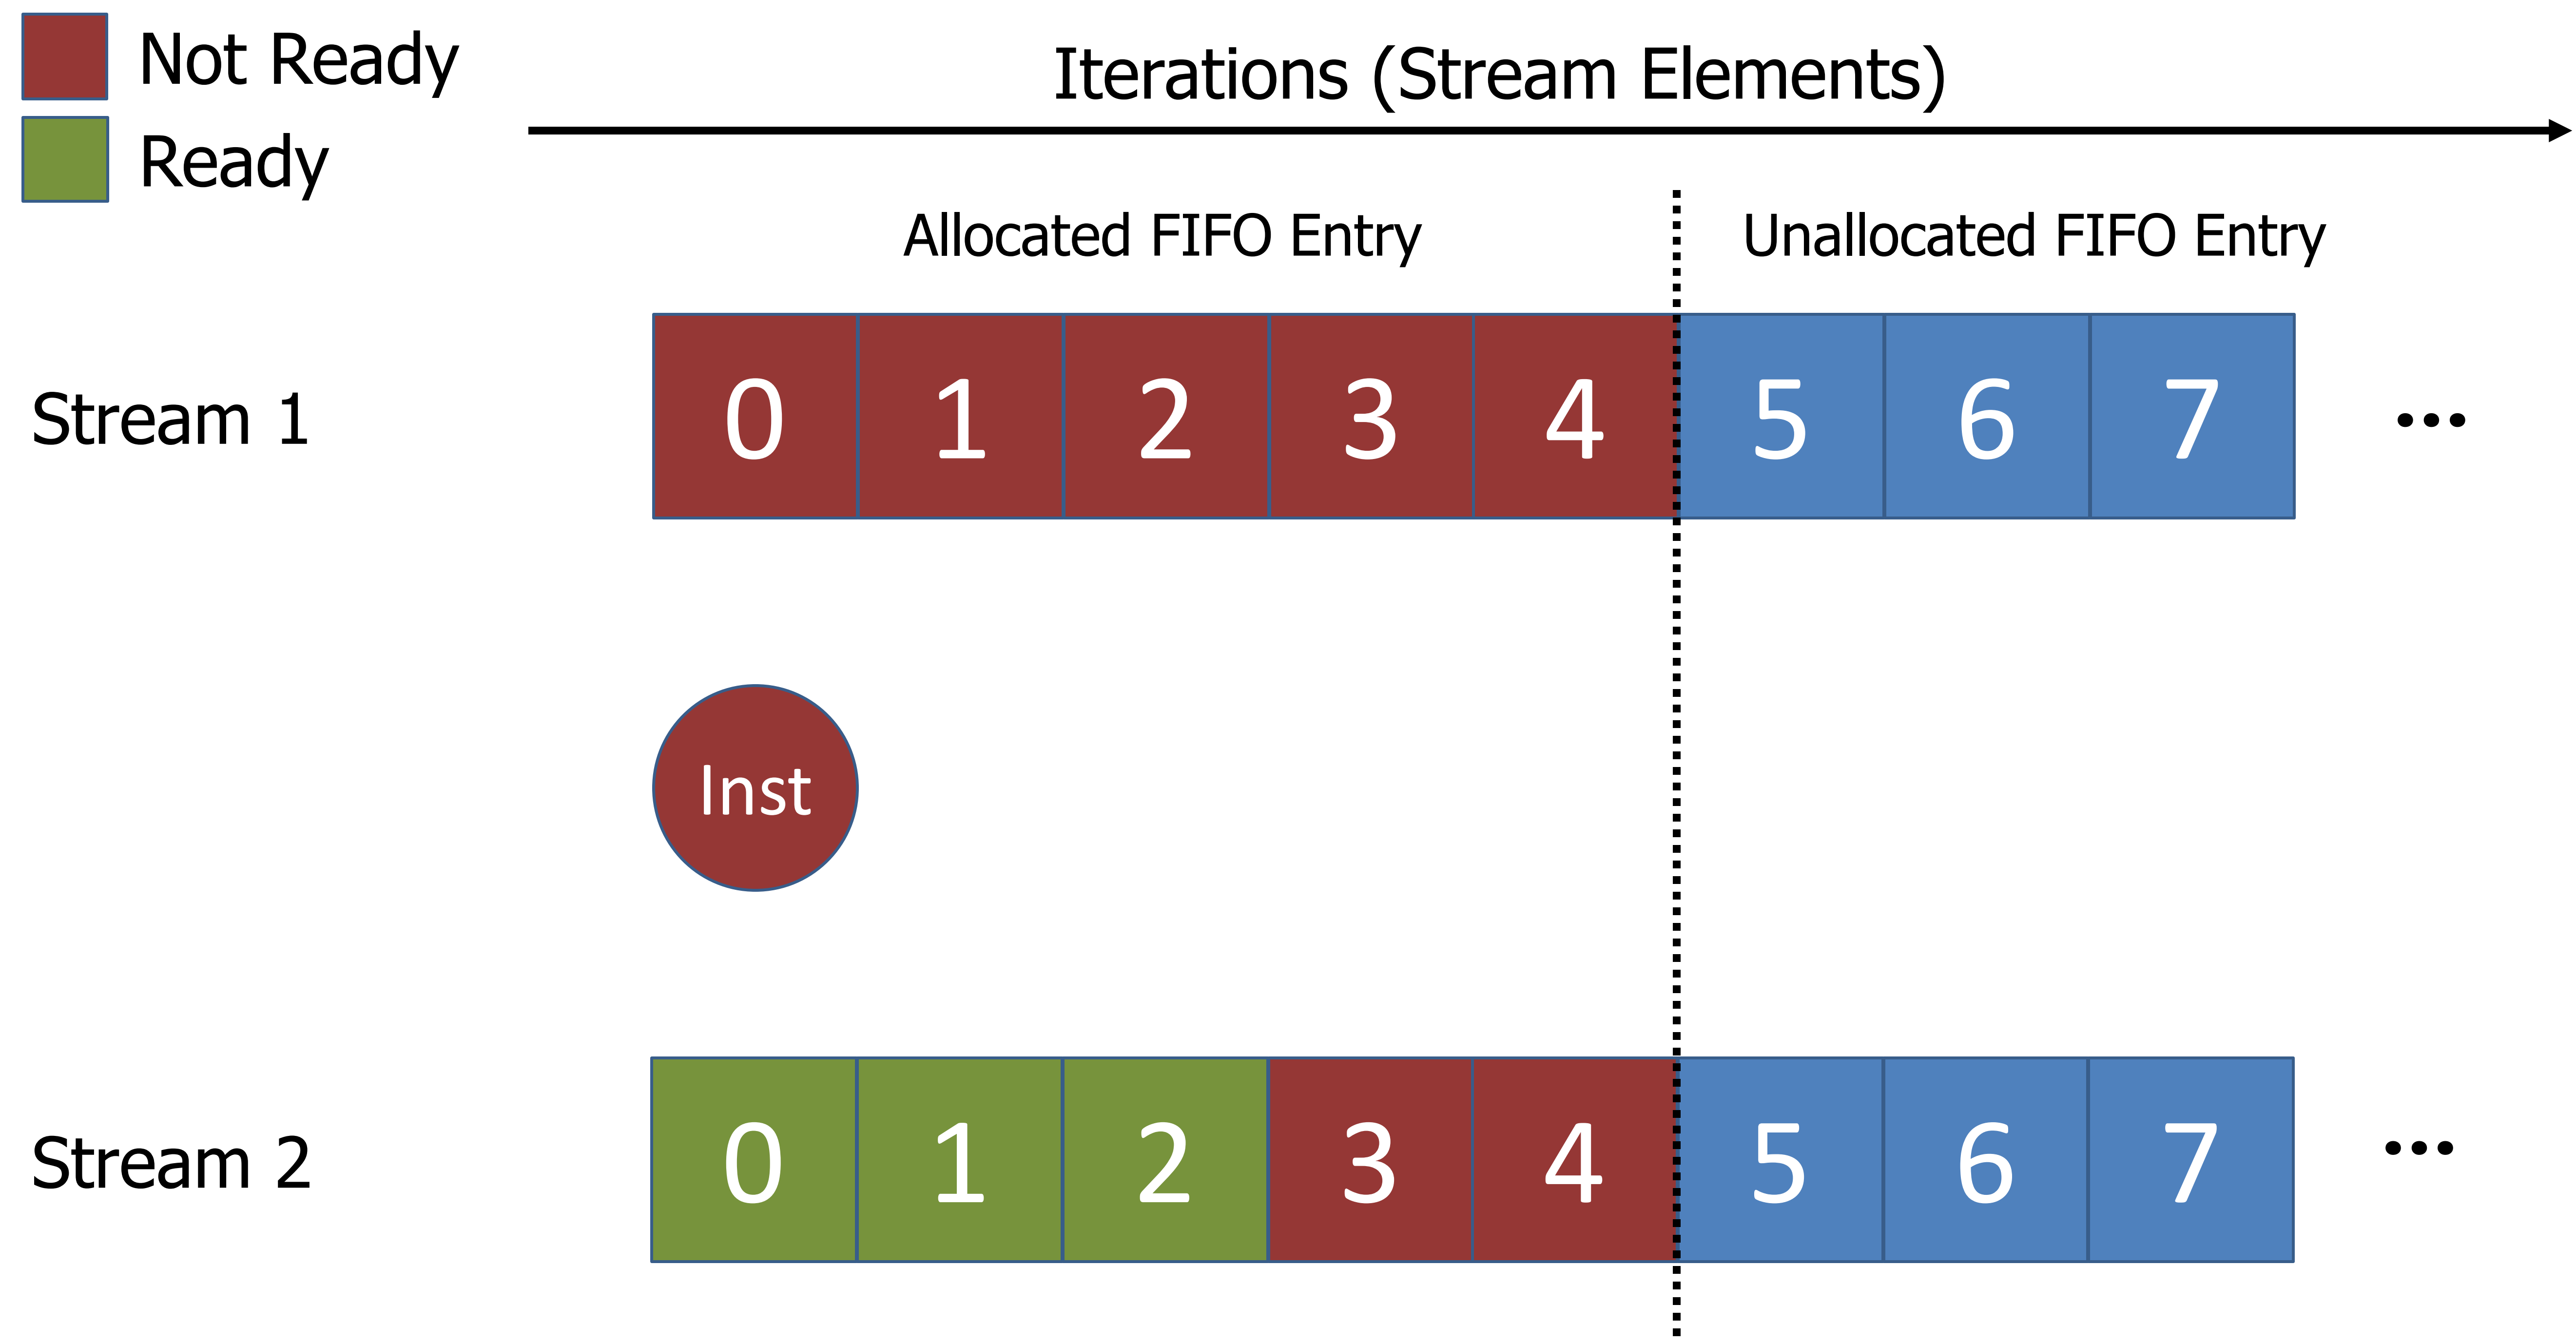 Not Ready
Ready
Iterations (Stream Elements)
Allocated FIFO Entry
Unallocated FIFO Entry
Stream 1
0 1 2 3 4 5 6 7 ...
Inst
Stream 2
0 1 2 3 4 5 6 7 ...